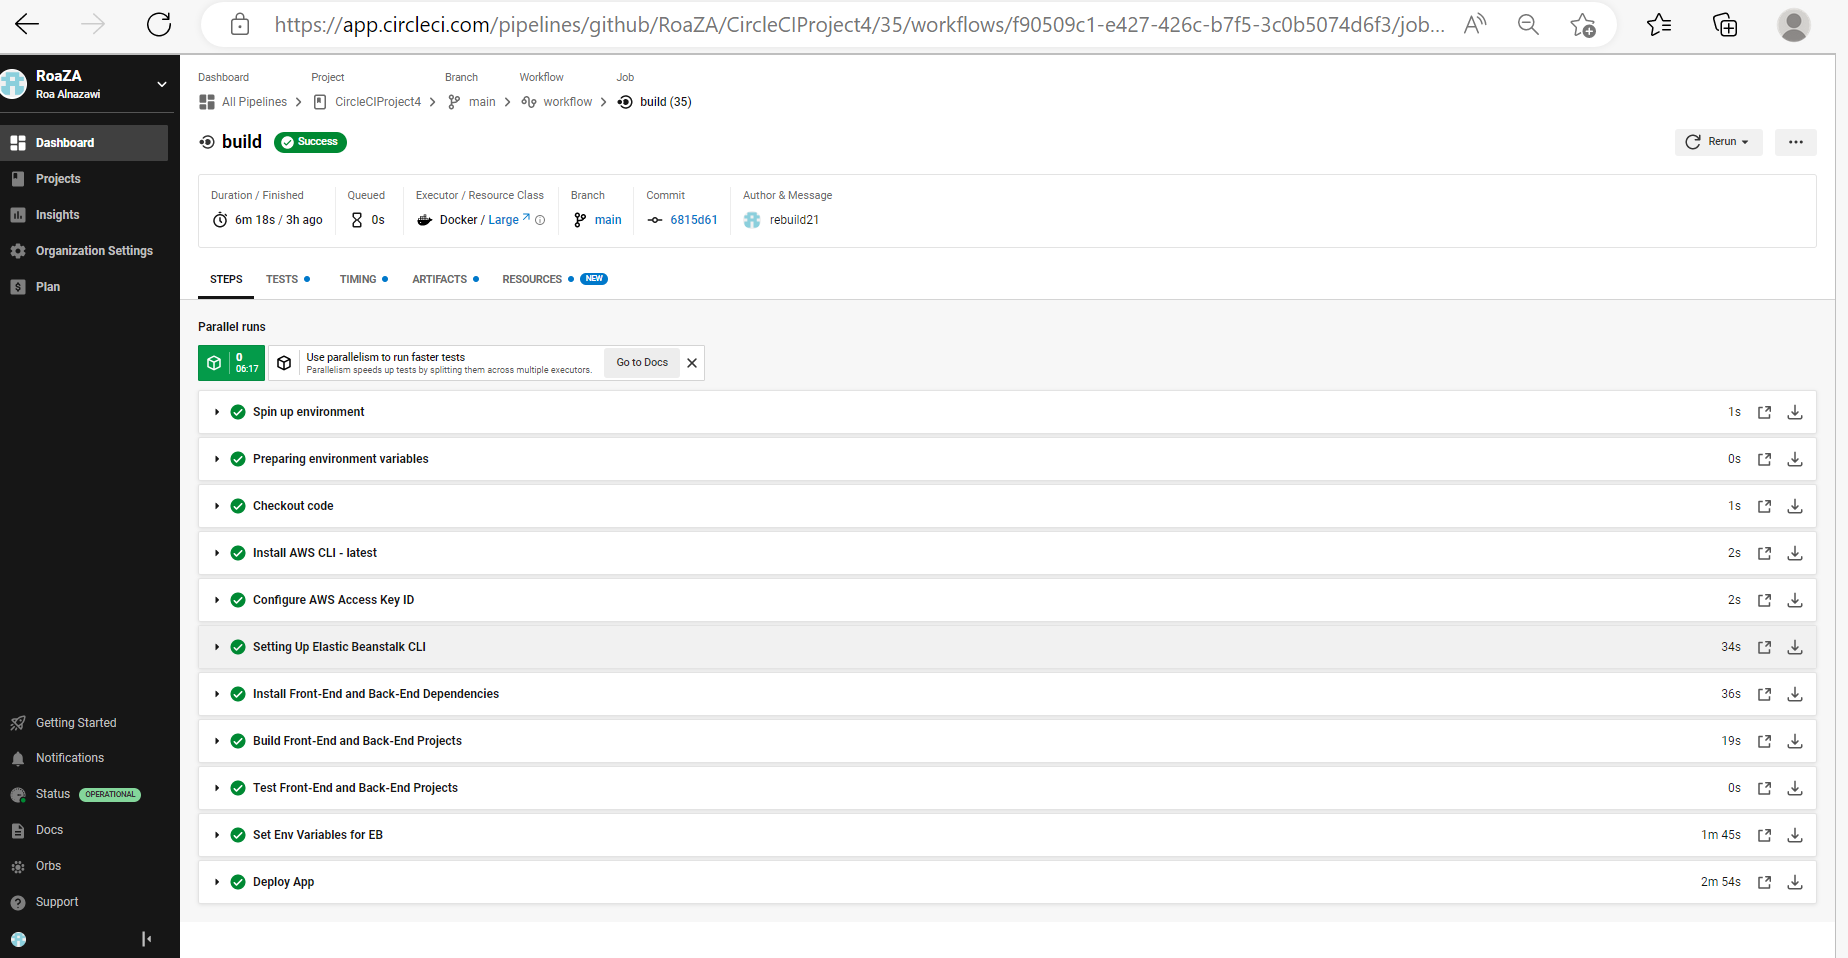 https://app.circleci.com/pipelines/github/RoaZA/CircleCIProject4/35/workflows/f90509c1-e427-426c-b7f5-3c0b5074d6f3/job...
RoaZA
Roa Alnazawi
Dashboard
Projects
Insights
Organization Settings
Plan
Getting Started
Notifications
Status OPERATIONAL
Docs
Orbs
Support
Dashboard Project Branch Workflow Job
All Pipelines CircleCIProject4 main workflow build (35)
build Success
Rerun
Duration / Finished Queued Executor / Resource Class Branch Commit Author & Message
6m 18s / 3h ago 0s Docker / Large main 6815d61 rebuild21
STEPS TESTS TIMING ARTIFACTS RESOURCES NEW
Parallel runs
0
06:17
Use parallelism to run faster tests
Parallelism speeds up tests by splitting them across multiple executors.
Go to Docs
Spin up environment 1s
Preparing environment variables 0s
Checkout code 1s
Install AWS CLI - latest 2s
Configure AWS Access Key ID 2s
Setting Up Elastic Beanstalk CLI 34s
Install Front-End and Back-End Dependencies 36s
Build Front-End and Back-End Projects 19s
Test Front-End and Back-End Projects 0s
Set Env Variables for EB 1m 45s
Deploy App 2m 54s